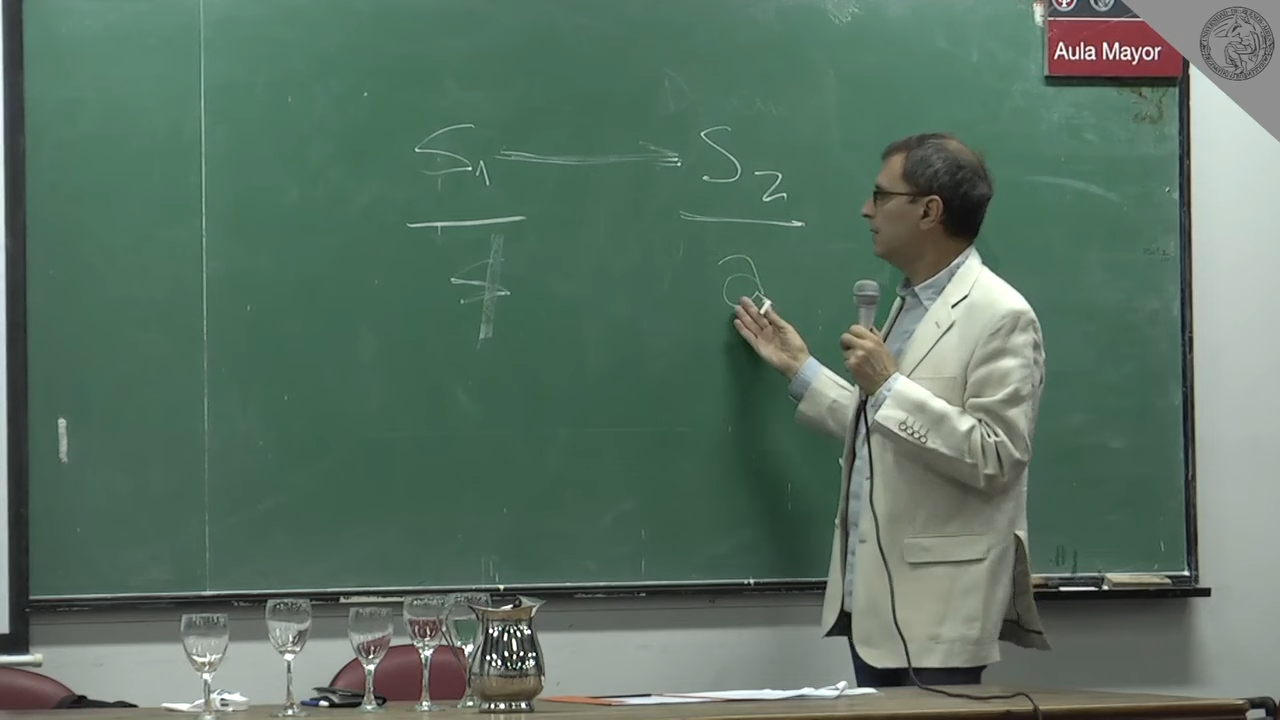 Aula Mayor
S₁ ⇒ S₂
$ a